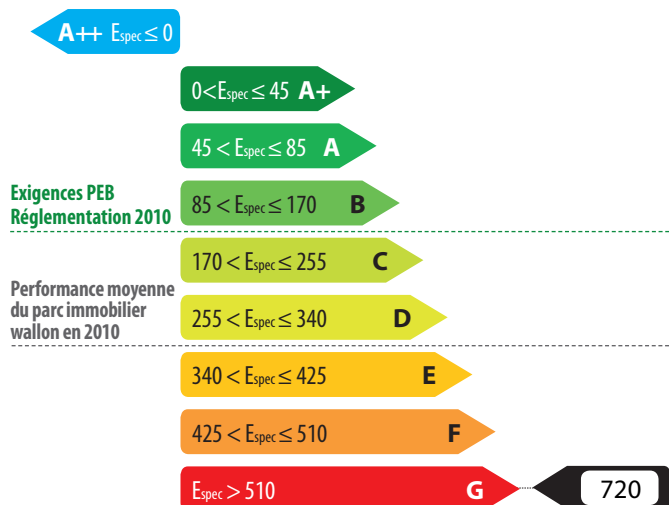 A++ Espec ≤ 0
0<Espec ≤ 45 A+
45 < Espec ≤ 85 A
Exigences PEB
Réglementation 2010
85 < Espec ≤ 170 B
170 < Espec ≤ 255 C
Performance moyenne
du parc immobilier
wallon en 2010
255 < Espec ≤ 340 D
340 < Espec ≤ 425 E
425 < Espec ≤ 510 F
Espec > 510 G 720